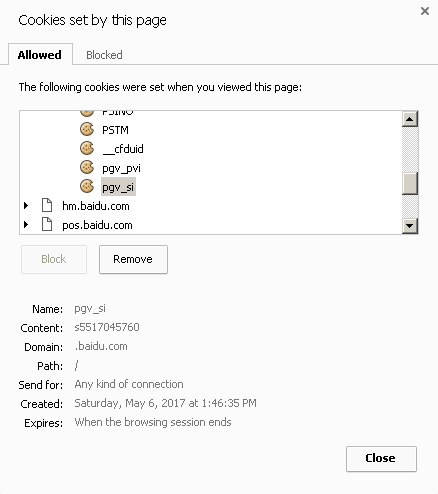 Cookies set by this page
Allowed
Blocked
The following cookies were set when you viewed this page:
PSINO
PSTM
__cfduid
pgv_pvi
pgv_si
hm.baidu.com
pos.baidu.com
Block
Remove
Name: pgv_si
Content: s5517045760
Domain: .baidu.com
Path: /
Send for: Any kind of connection
Created: Saturday, May 6, 2017 at 1:46:35 PM
Expires: When the browsing session ends
Close